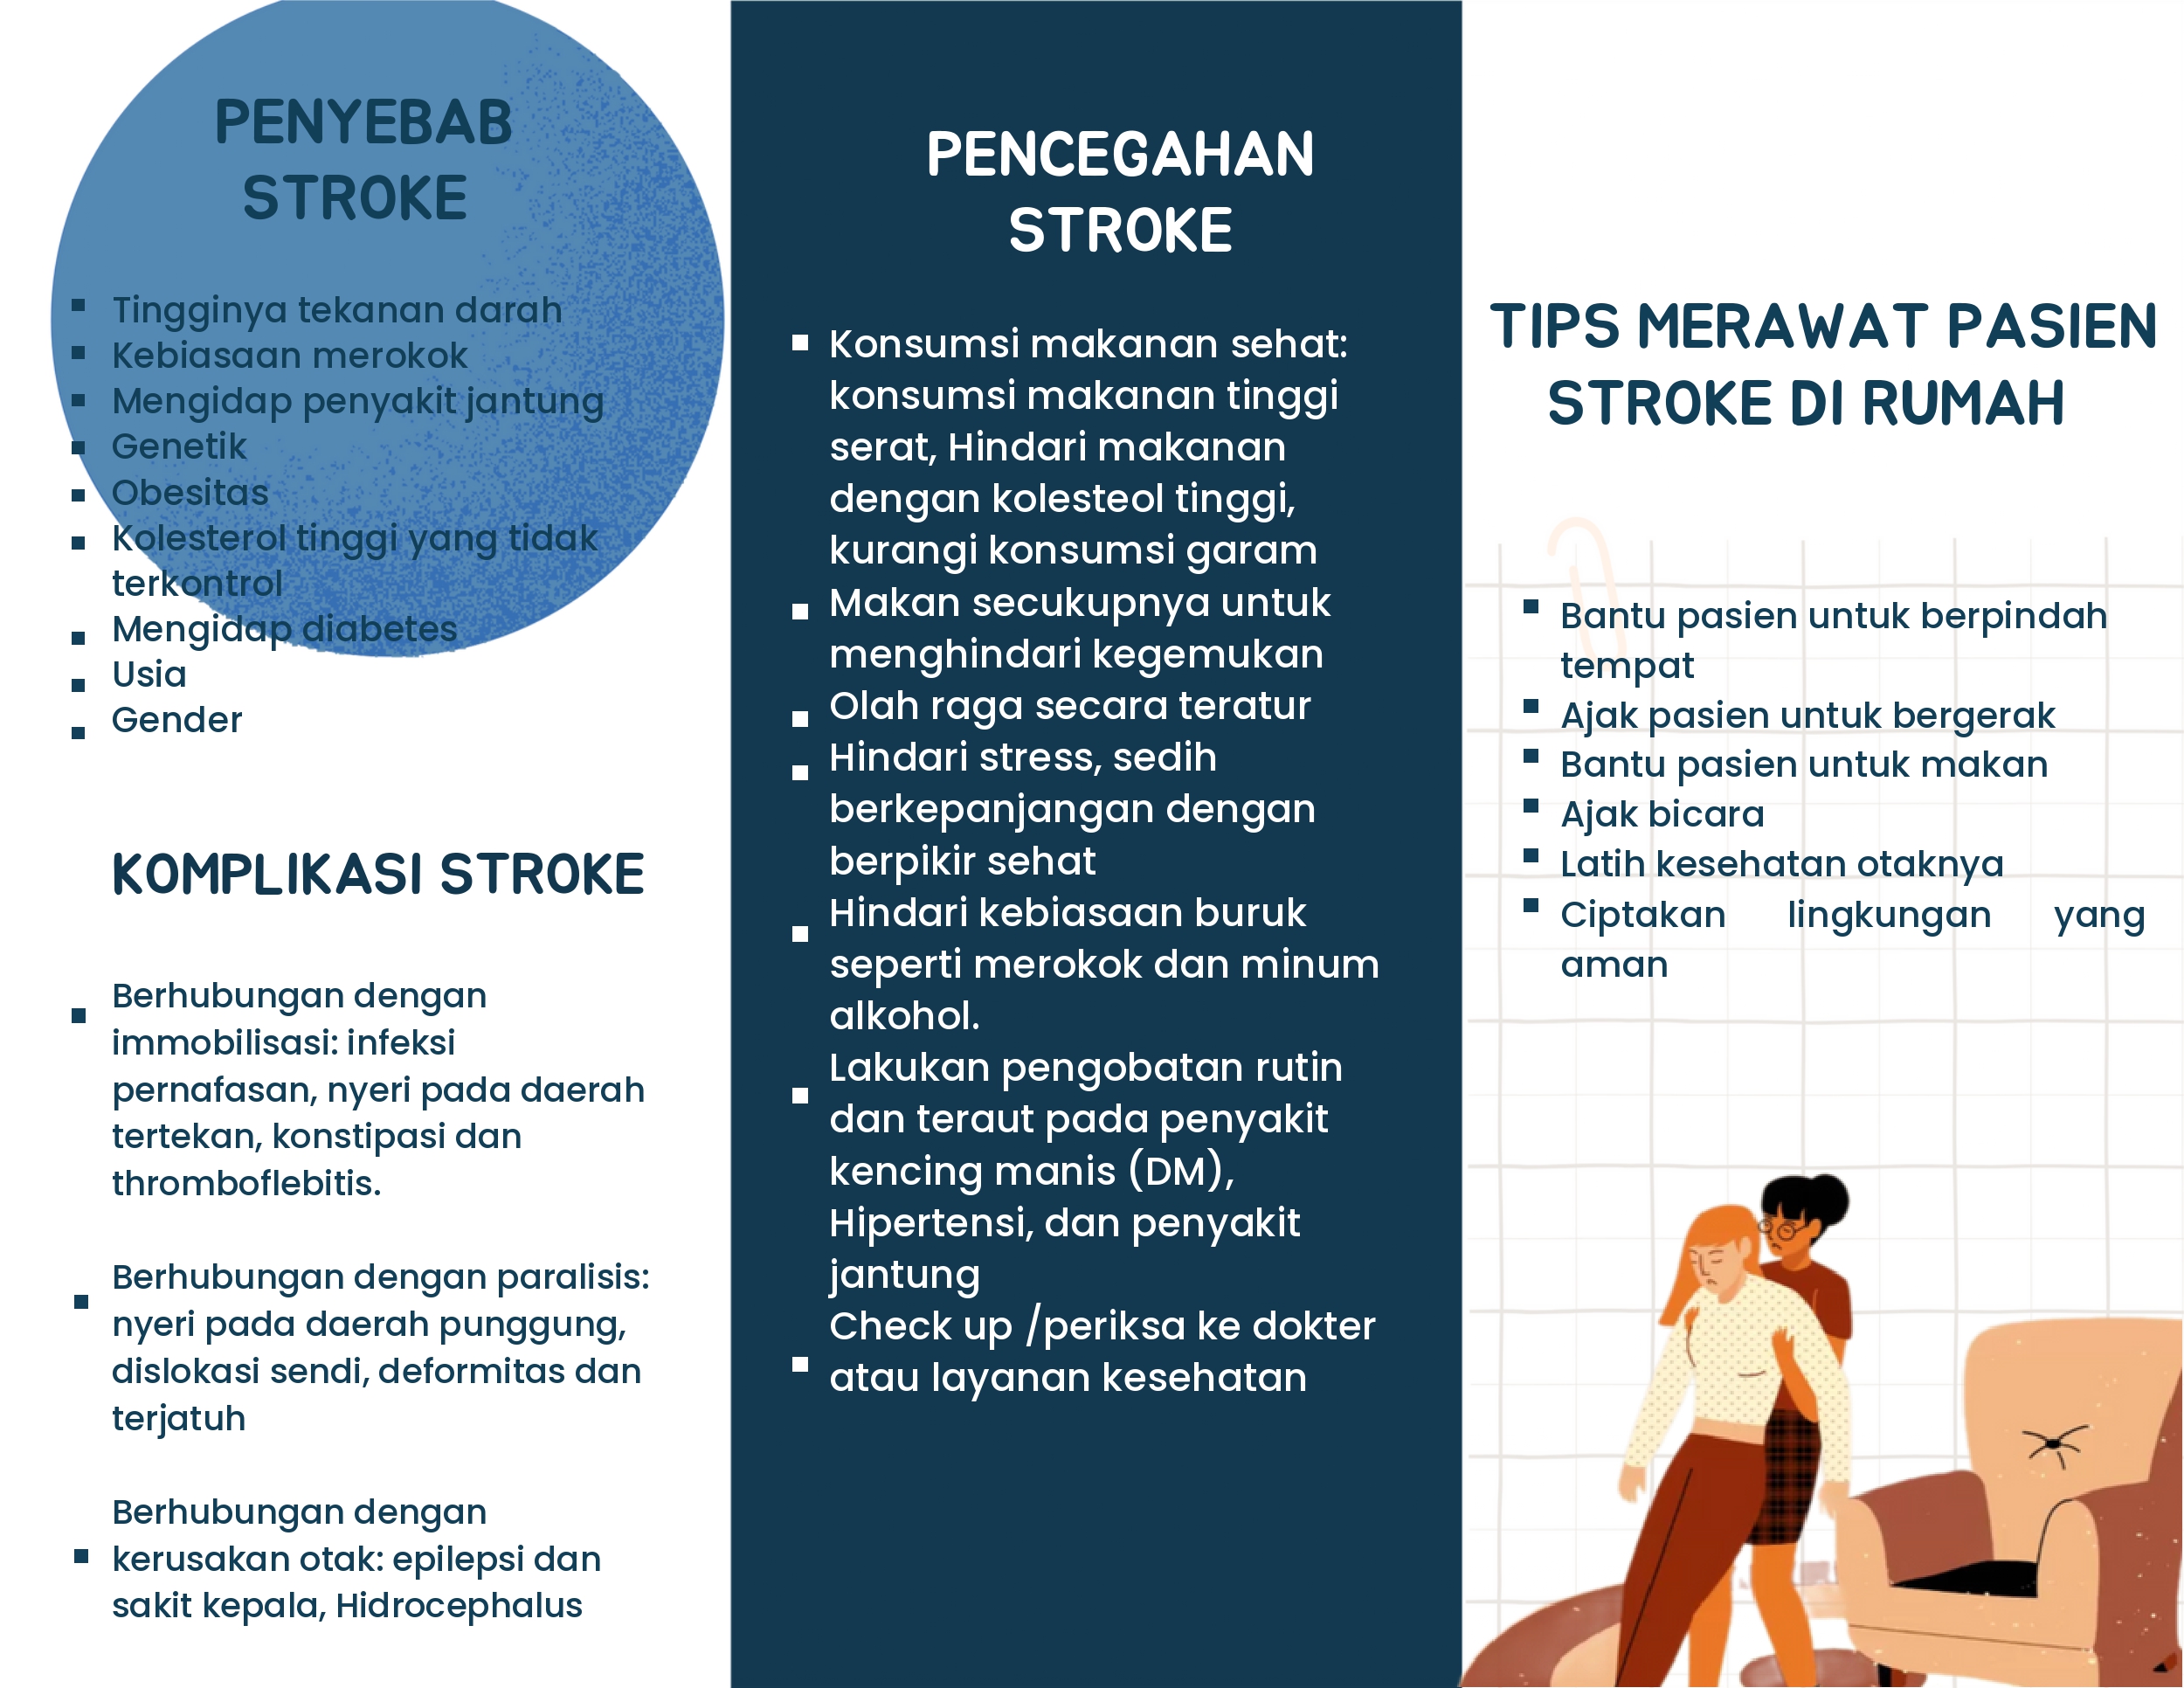 PENYEBAB
STROKE
▪ Tingginya tekanan darah
▪ Kebiasaan merokok
▪ Mengidap penyakit jantung
▪ Genetik
▪ Obesitas
▪ Kolesterol tinggi yang tidak
terkontrol
▪ Mengidap diabetes
▪ Usia
▪ Gender
KOMPLIKASI STROKE
▪ Berhubungan dengan
immobilisasi: infeksi
pernafasan, nyeri pada daerah
tertekan, konstipasi dan
thromboflebitis.
▪ Berhubungan dengan paralisis:
nyeri pada daerah punggung,
dislokasi sendi, deformitas dan
terjatuh
▪ Berhubungan dengan
kerusakan otak: epilepsi dan
sakit kepala, Hidrocephalus
PENCEGAHAN
STROKE
▪ Konsumsi makanan sehat:
konsumsi makanan tinggi
serat, Hindari makanan
dengan kolesteol tinggi,
kurangi konsumsi garam
▪ Makan secukupnya untuk
menghindari kegemukan
▪ Olah raga secara teratur
▪ Hindari stress, sedih
berkepanjangan dengan
berpikir sehat
▪ Hindari kebiasaan buruk
seperti merokok dan minum
alkohol.
▪ Lakukan pengobatan rutin
dan teraut pada penyakit
kencing manis (DM),
Hipertensi, dan penyakit
jantung
▪ Check up /periksa ke dokter
atau layanan kesehatan
TIPS MERAWAT PASIEN
STROKE DI RUMAH
▪ Bantu pasien untuk berpindah
tempat
▪ Ajak pasien untuk bergerak
▪ Bantu pasien untuk makan
▪ Ajak bicara
▪ Latih kesehatan otaknya
▪ Ciptakan lingkungan yang
aman